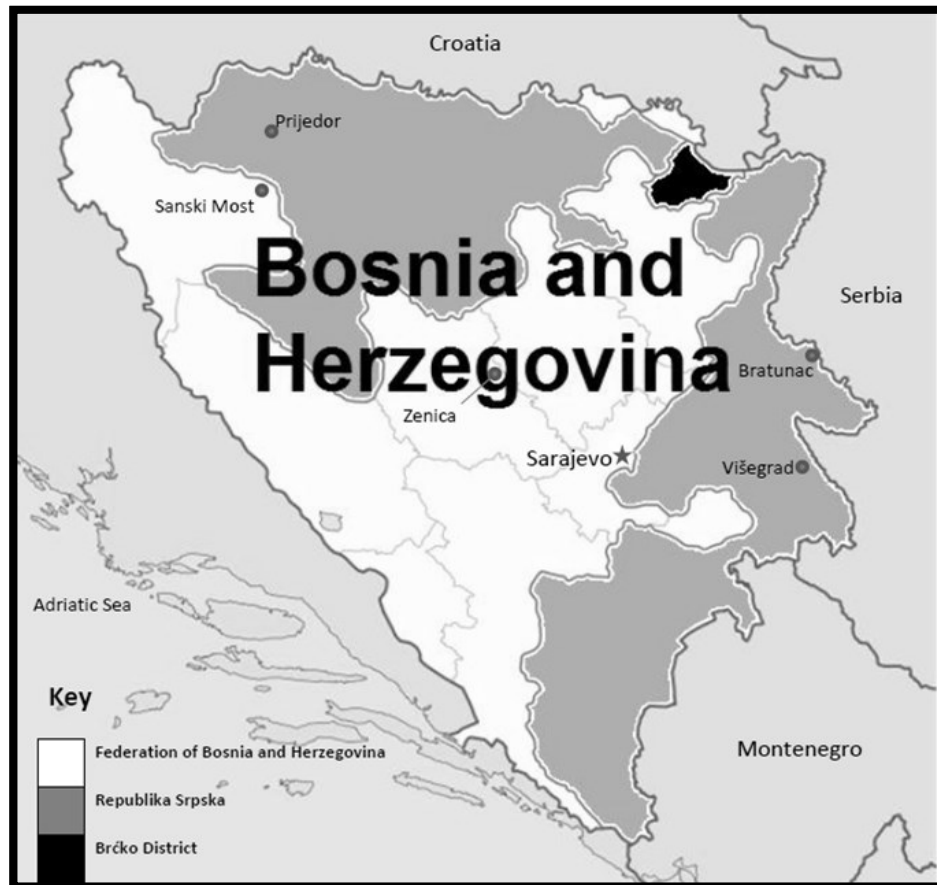 Croatia
Prijedor
Sanski Most
Bosnia and
Herzegovina
Serbia
Bratunac
Zenica
Sarajevo
Višegrad
Adriatic Sea
Key
Montenegro
Federation of Bosnia and Herzegovina
Republika Srpska
Brćko District